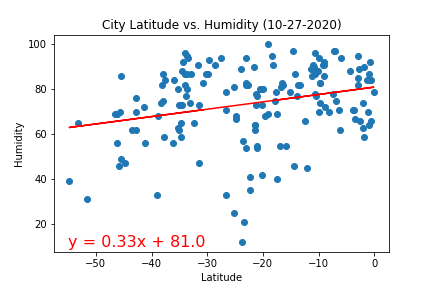 City Latitude vs. Humidity (10-27-2020)
100
80
60
40
20
Humidity
y = 0.33x + 81.0
−50 −40 −30 −20 −10 0
Latitude